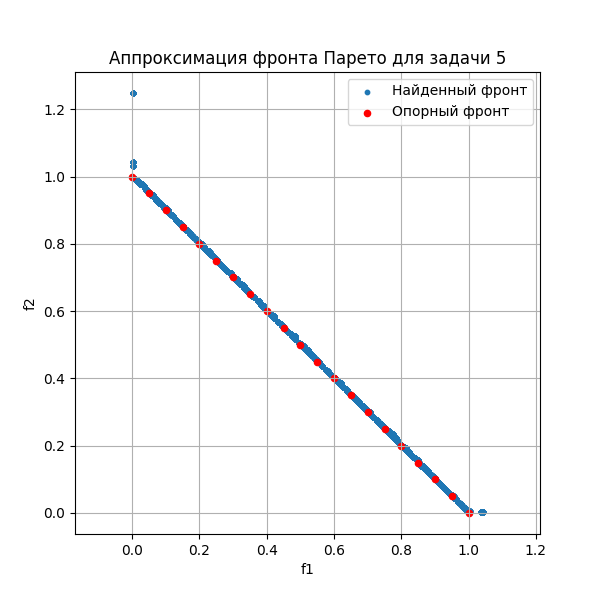 Аппроксимация фронта Парето для задачи 5
Найденный фронт
Опорный фронт
1.2
1.0
0.8
0.6
0.4
0.2
0.0
f2
0.0 0.2 0.4 0.6 0.8 1.0 1.2
f1